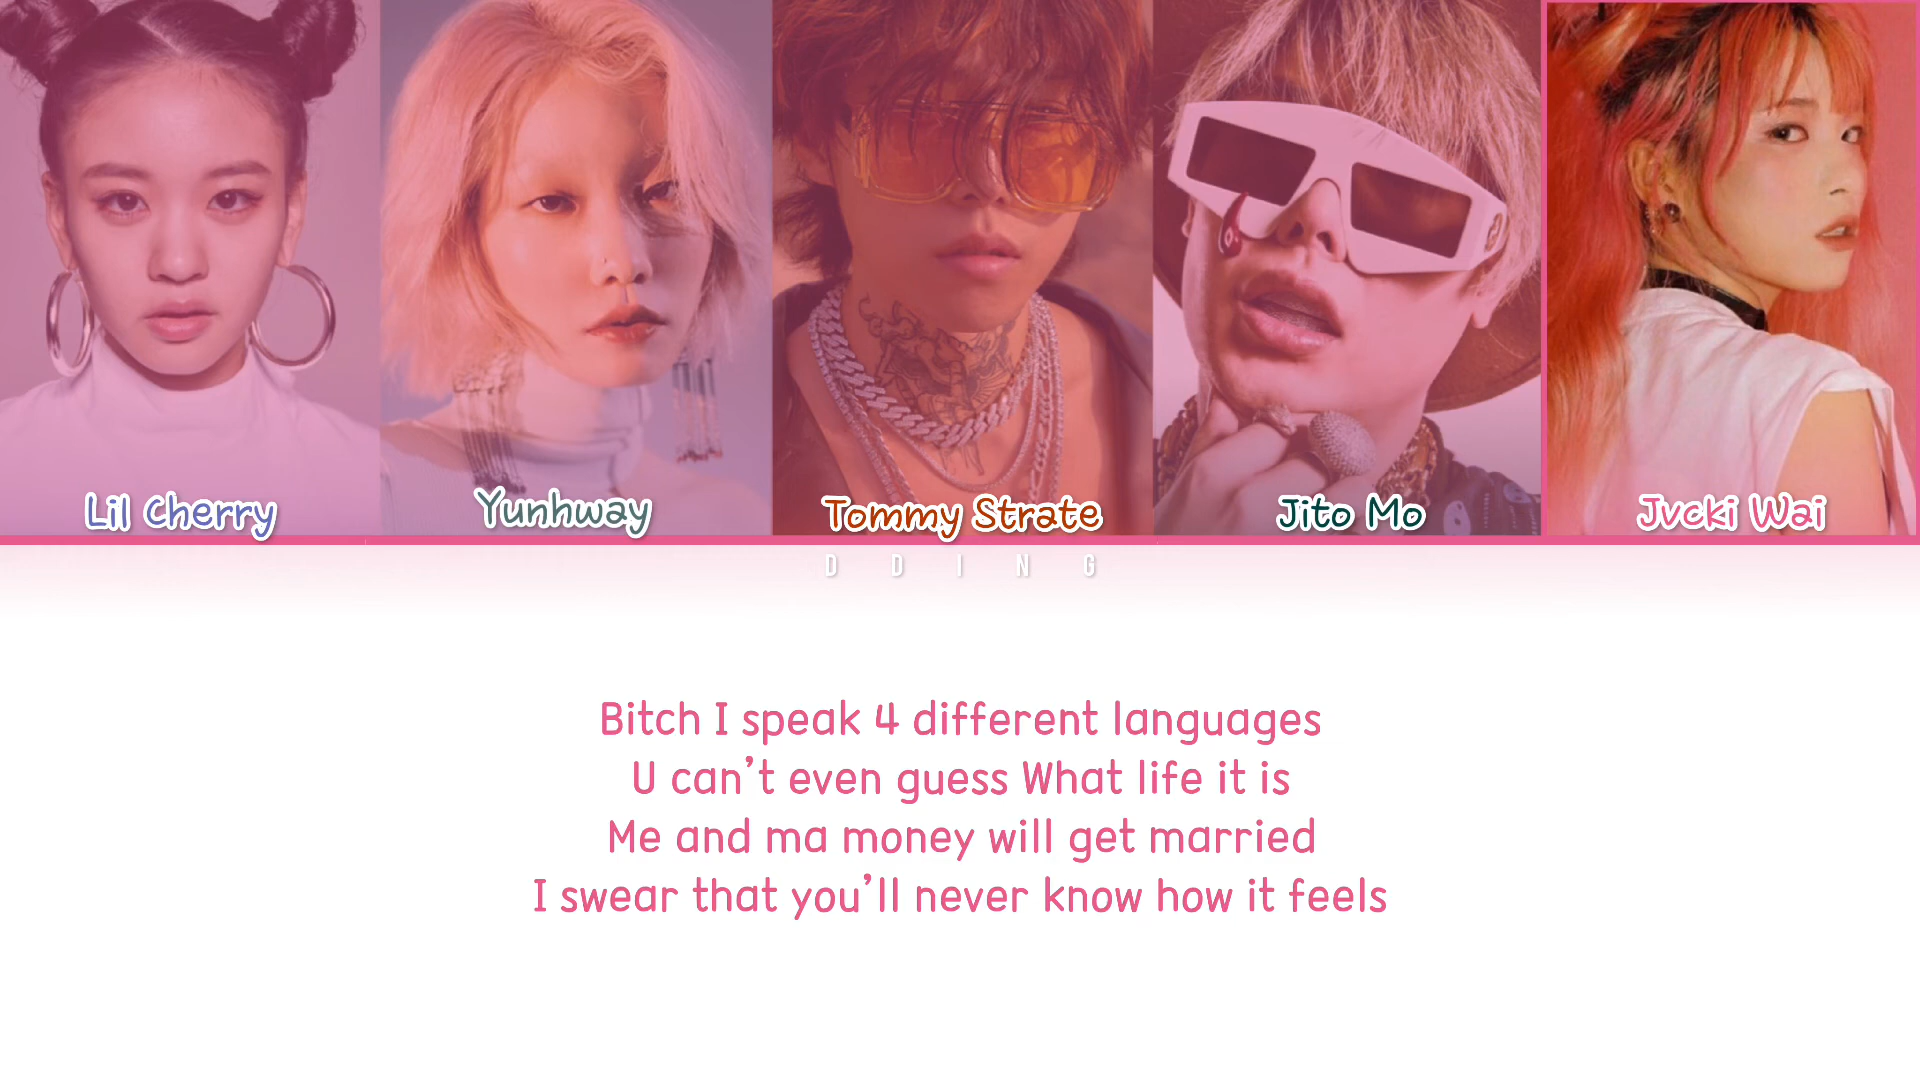 Lil Cherry
Yunhway
Tommy Strate
Jito Mo
Jvcki Wai
DDING
Bitch I speak 4 different languages
U can’t even guess What life it is
Me and ma money will get married
I swear that you’ll never know how it feels